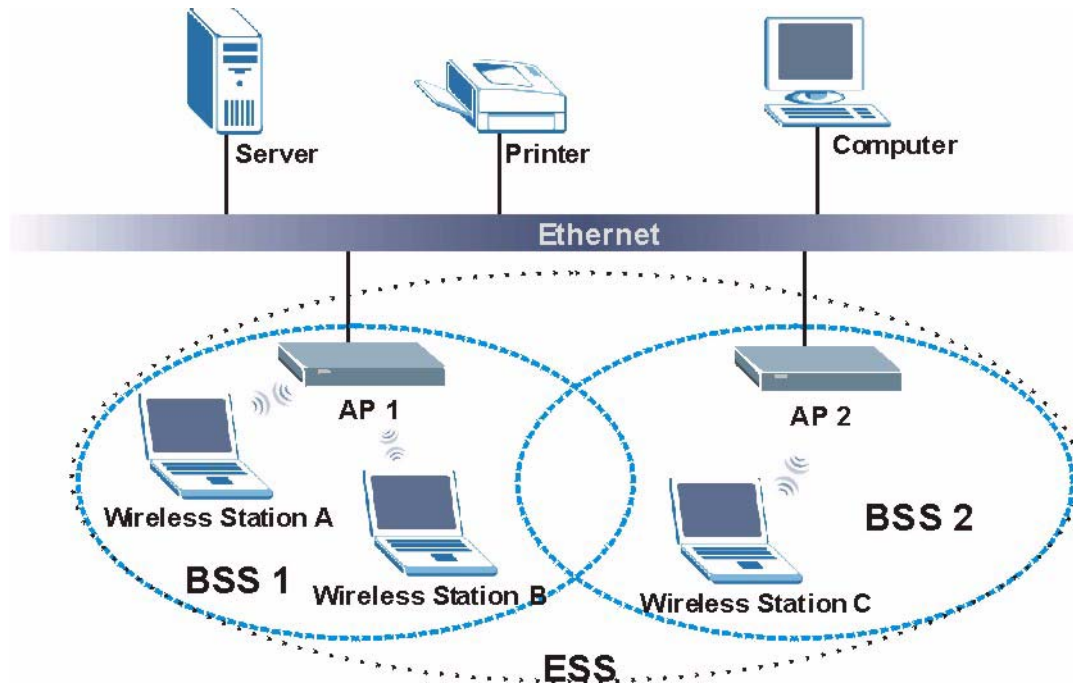 Server
Printer
Computer
Ethernet
AP 1
AP 2
Wireless Station A
BSS 2
BSS 1
Wireless Station B
Wireless Station C
ESS